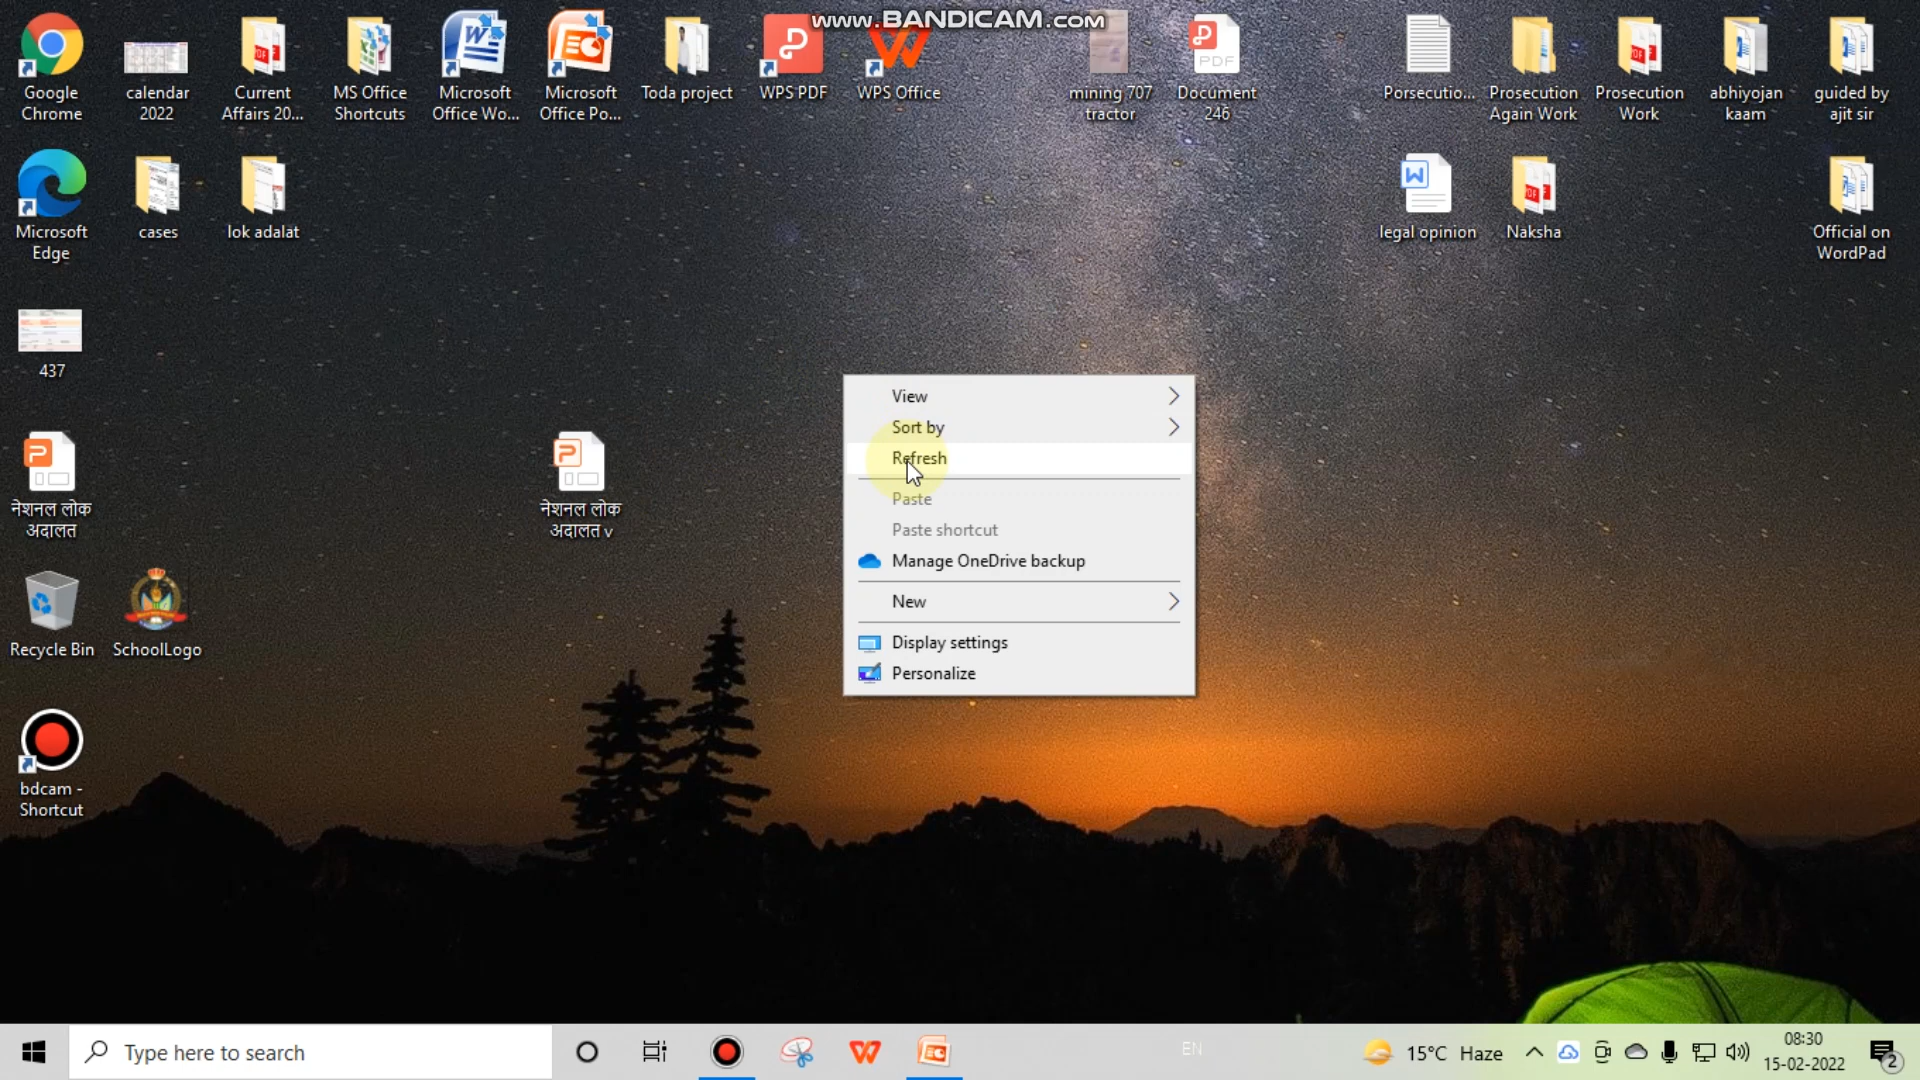 www.BANDICAM.com
Google
Chrome
calendar
2022
Current
Affairs 20...
MS Office
Shortcuts
Microsoft
Office Wo...
Microsoft
Office Po...
Toda project
WPS PDF
WPS Office
mining 707
tractor
Document
246
Porsecutio...
Prosecution
Again Work
Prosecution
Work
abhiyojan
kaam
guided by
ajit sir
Microsoft
Edge
cases
lok adalat
legal opinion
Naksha
Official on
WordPad
437
नेशनल लोक
अदालत
नेशनल लोक
अदालत v
View
Sort by
Refresh
Paste
Paste shortcut
Manage OneDrive backup
New
Display settings
Personalize
Recycle Bin
SchoolLogo
bdcam -
Shortcut
Type here to search
EN
15°C Haze
08:30
15-02-2022
2